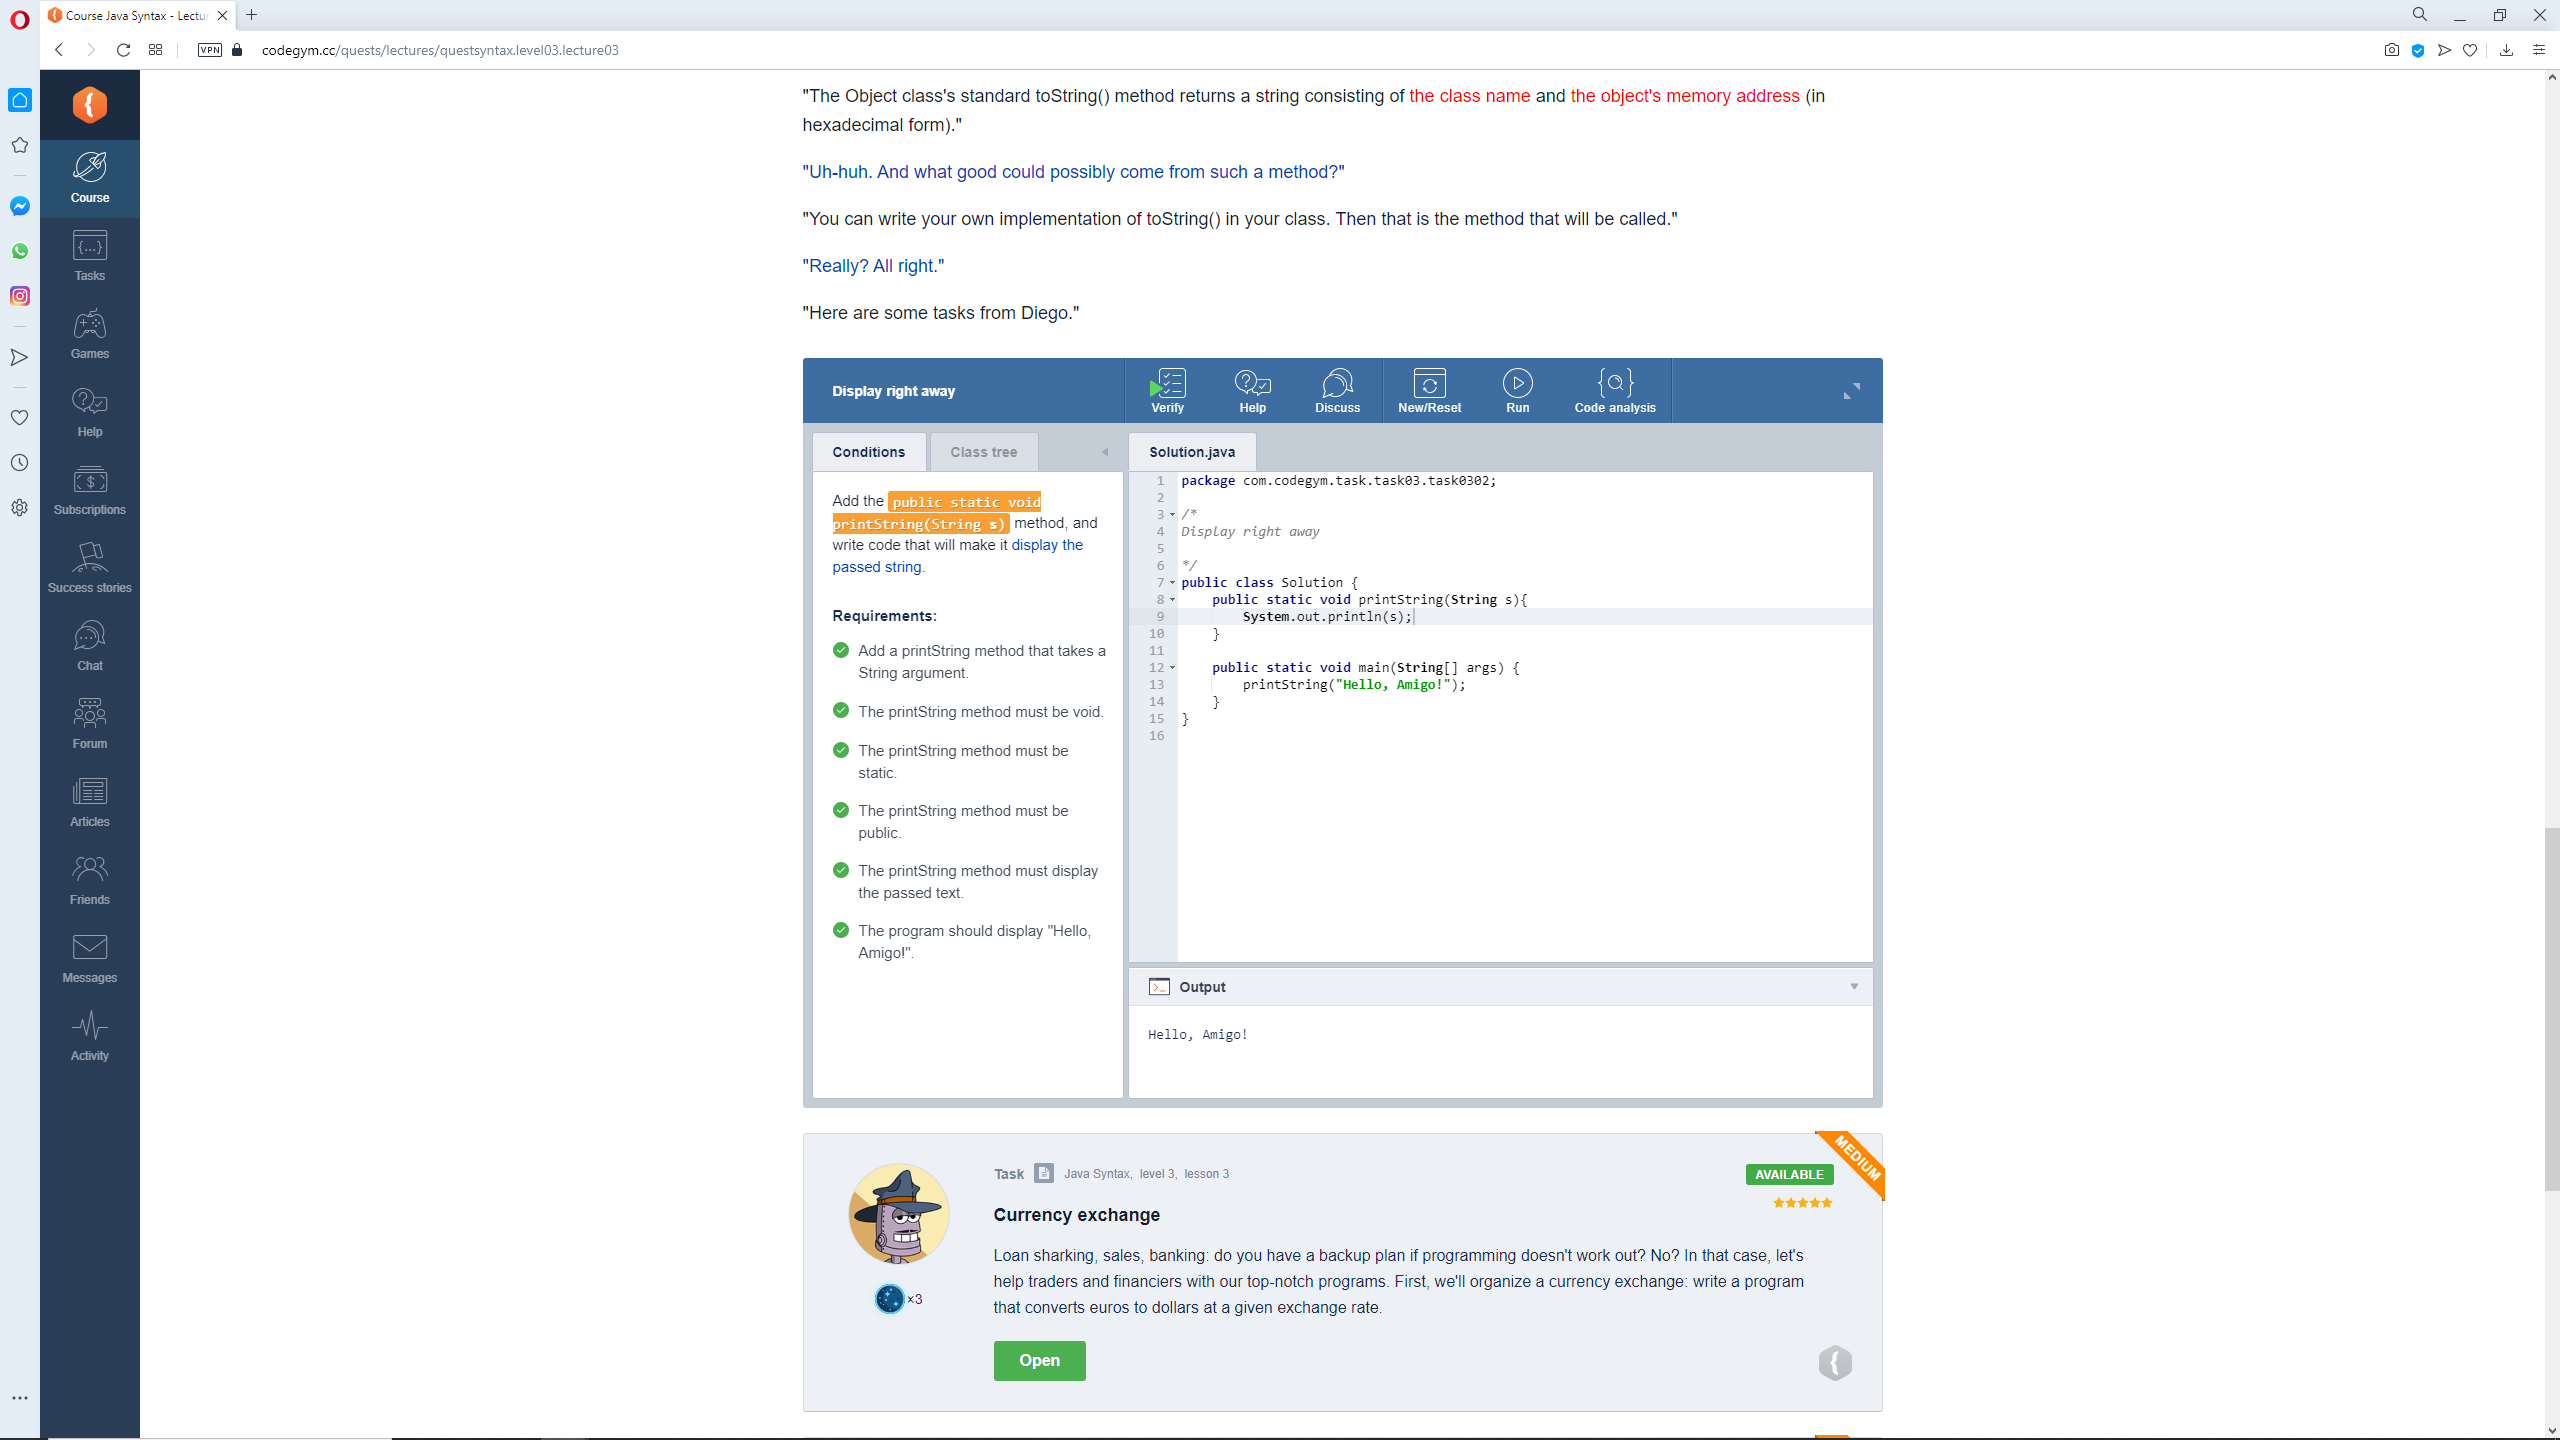 Course Java Syntax - Lectur
VPN
codegym.cc/quests/lectures/questsyntax.level03.lecture03
Course
Tasks
Games
Help
Subscriptions
Success stories
Chat
Forum
Articles
Friends
Messages
Activity
"The Object class's standard toString() method returns a string consisting of the class name and the object's memory address (in
hexadecimal form)."
"Uh-huh. And what good could possibly come from such a method?"
"You can write your own implementation of toString() in your class. Then that is the method that will be called."
"Really? All right."
"Here are some tasks from Diego."
Display right away
Verify
Help
Discuss
New/Reset
Run
Code analysis
Conditions
Class tree
Add the public static void
printString(String s) method, and
write code that will make it display the
passed string.
Requirements:
Add a printString method that takes a
String argument.
The printString method must be void.
The printString method must be
static.
The printString method must be
public.
The printString method must display
the passed text.
The program should display "Hello,
Amigo!".
Solution.java
1 package com.codegym.task.task03.task0302;
2
3 /*
4 Display right away
5
6 */
7 public class Solution {
8 public static void printString(String s){
9 System.out.println(s);
10 }
11
12 public static void main(String[] args) {
13 printString("Hello, Amigo!");
14 }
15 }
16
Output
Hello, Amigo!
MEDIUM
Task Java Syntax, level 3, lesson 3
AVAILABLE
Currency exchange
Loan sharking, sales, banking: do you have a backup plan if programming doesn't work out? No? In that case, let's
help traders and financiers with our top-notch programs. First, we'll organize a currency exchange: write a program
that converts euros to dollars at a given exchange rate.
x3
Open